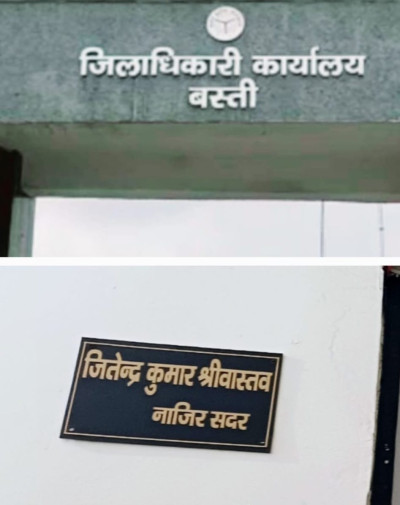 जिलाधिकारी कार्यालय
बस्ती
जितेन्द्र कुमार श्रीवास्तव
नाजिर सदर